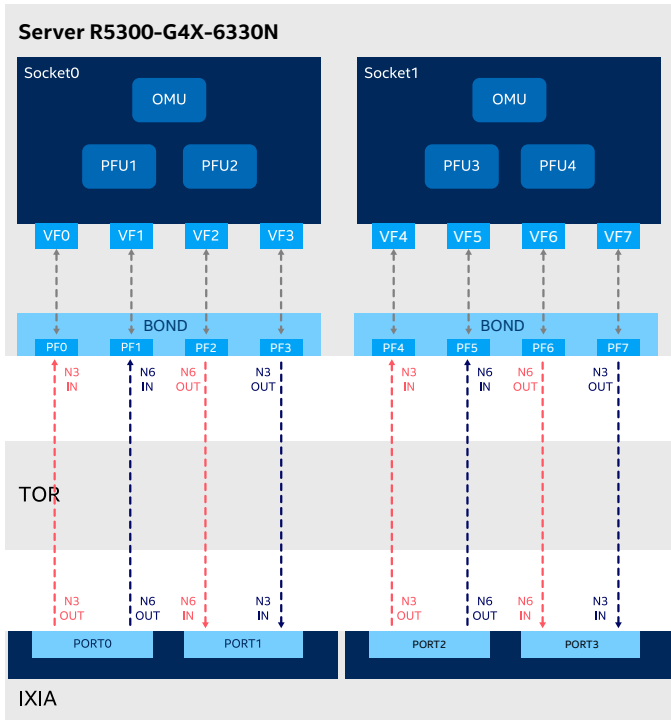 Server R5300-G4X-6330N
Socket0
Socket1
OMU
OMU
PFU1
PFU2
PFU3
PFU4
VF0
VF1
VF2
VF3
VF4
VF5
VF6
VF7
BOND
BOND
PF0
PF1
PF2
PF3
PF4
PF5
PF6
PF7
N3
IN
N6
IN
N6
OUT
N3
OUT
N3
IN
N6
IN
N6
OUT
N3
OUT
TOR
N3
OUT
N6
OUT
N6
IN
N3
IN
N3
OUT
N6
OUT
N6
IN
N3
IN
PORT0
PORT1
PORT2
PORT3
IXIA